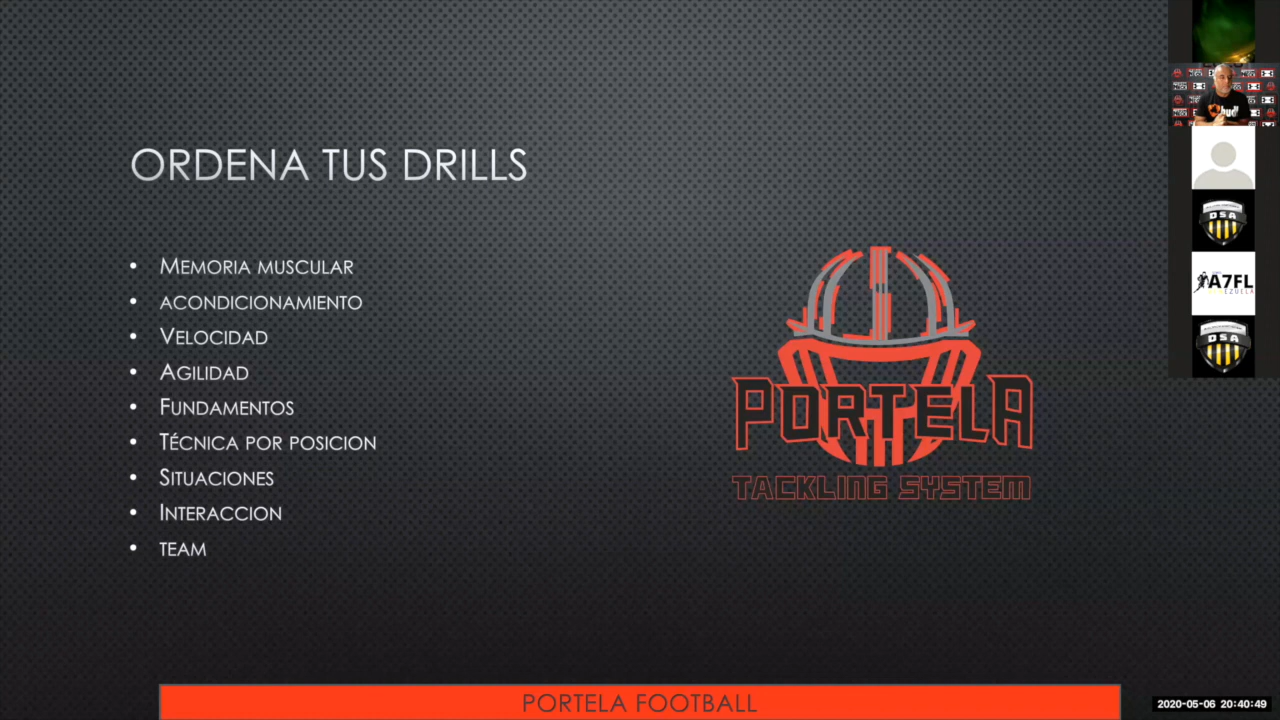 ORDENA TUS DRILLS
• MEMORIA MUSCULAR
• ACONDICIONAMIENTO
• VELOCIDAD
• AGILIDAD
• FUNDAMENTOS
• TÉCNICA POR POSICION
• SITUACIONES
• INTERACCION
• TEAM
PORTELA
TACKLING SYSTEM
PORTELA FOOTBALL
DSA
A7FL
DSA
2020-05-06 20:40:49